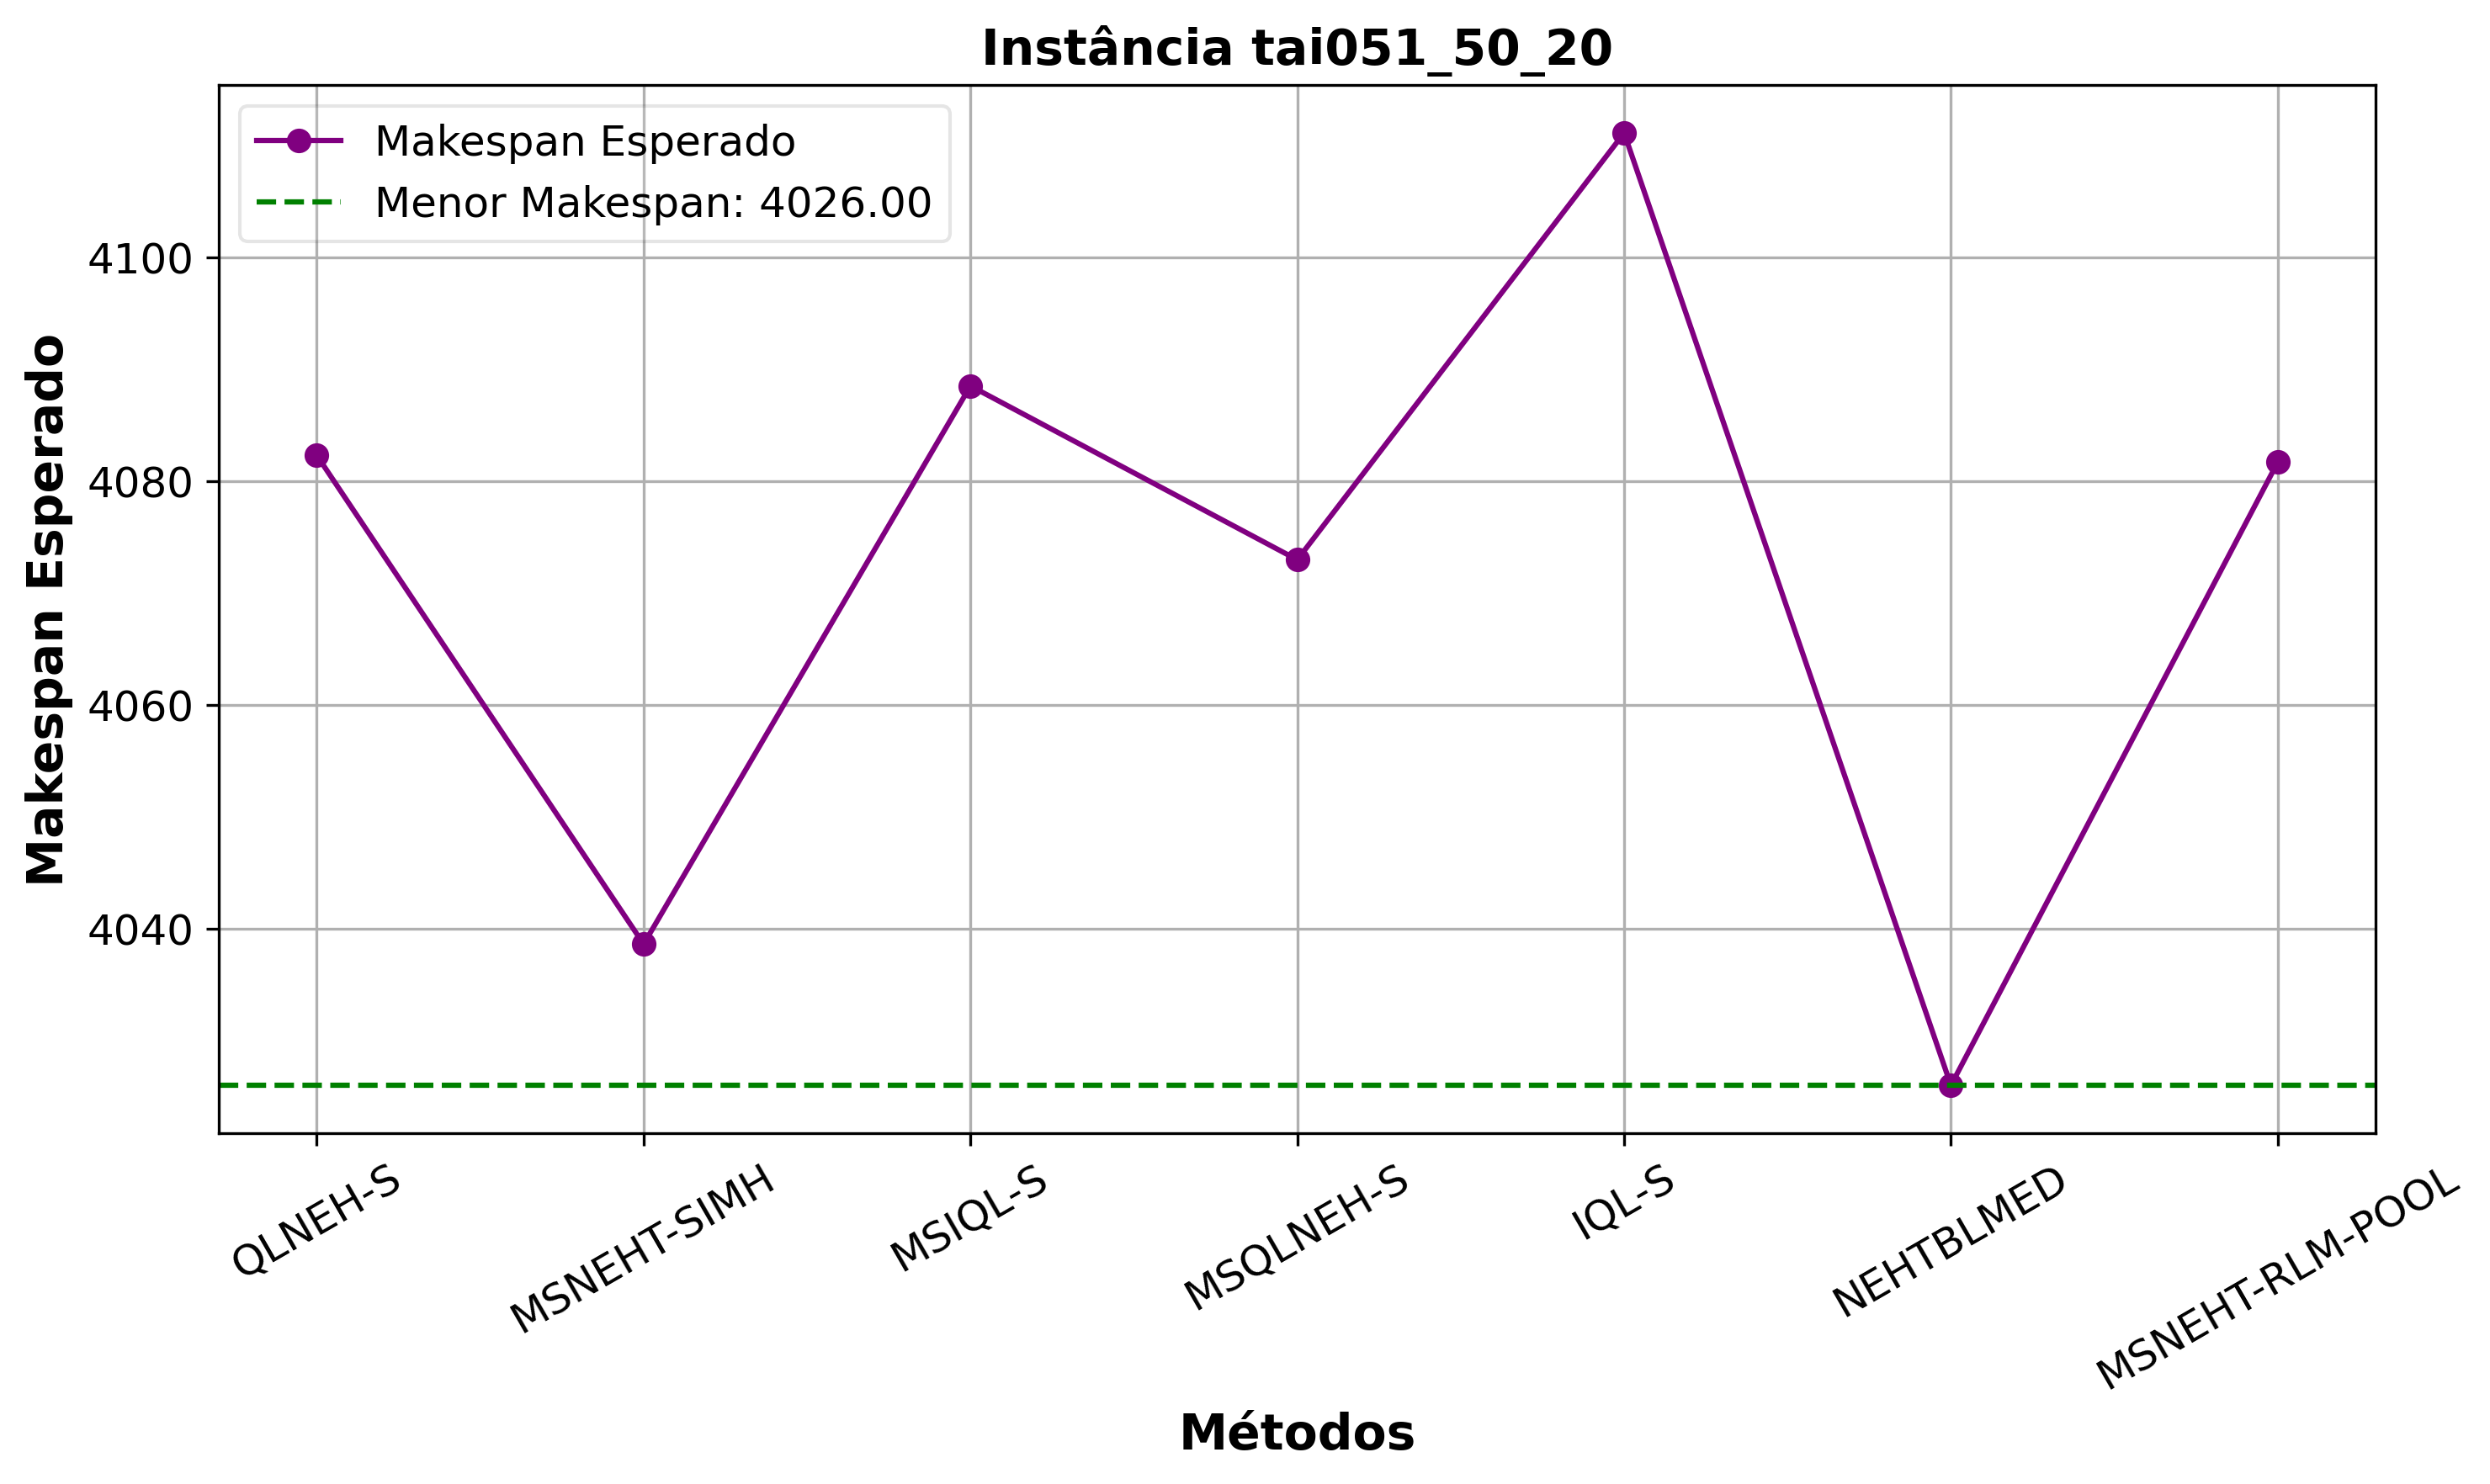 Instância tai051_50_20
Makespan Esperado
Menor Makespan: 4026.00
Makespan Esperado
4100
4080
4060
4040
QLNEH-S
MSNEHT-SIMH
MSIQL-S
MSQLNEH-S
IQL-S
NEHTBLMED
MSNEHT-RLM-POOL
Métodos